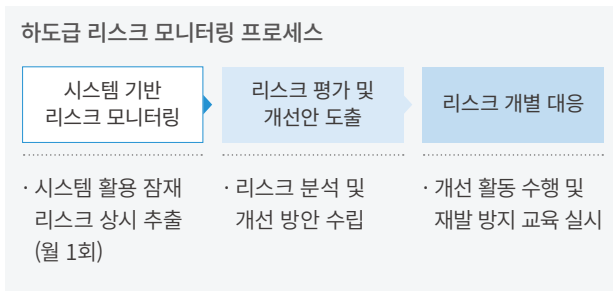 하도급 리스크 모니터링 프로세스
시스템 기반
리스크 모니터링
리스크 평가 및
개선안 도출
리스크 개별 대응
· 시스템 활용 잠재
리스크 상시 추출
(월 1회)
· 리스크 분석 및
개선 방안 수립
· 개선 활동 수행 및
재발 방지 교육 실시